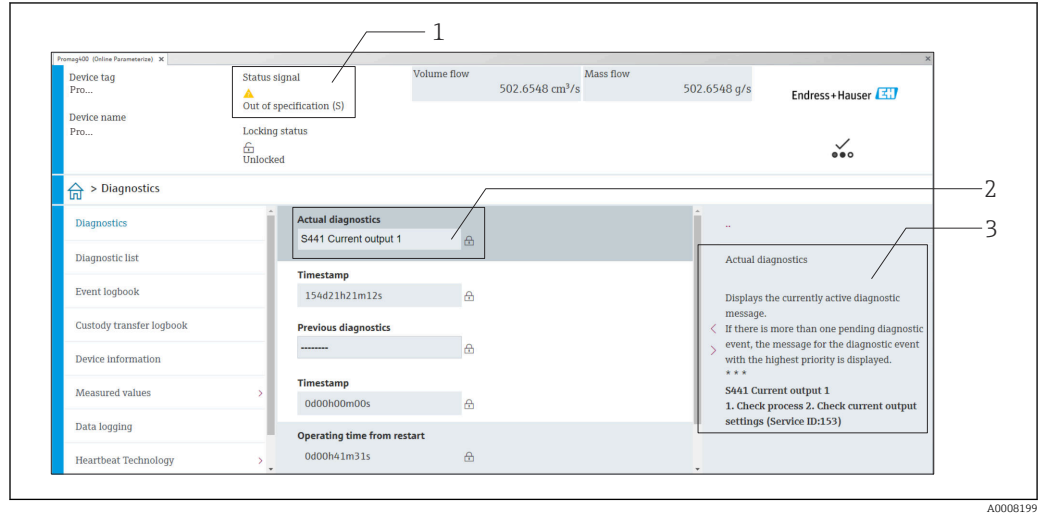 1
Promag400 (Online Parameterize) X
x
Device tag
Pro...
Status signal
Out of specification (S)
Volume flow
502.6548 cm³/s
Mass flow
502.6548 g/s
Endress+Hauser EH
Device name
Pro...
Locking status
Unlocked
> Diagnostics
2
3
Diagnostics
Diagnostic list
Event logbook
Custody transfer logbook
Device information
Measured values >
Data logging
Heartbeat Technology >
Actual diagnostics
S441 Current output 1
Timestamp
154d21h21m12s
Previous diagnostics
--------
Timestamp
0d00h00m00s
Operating time from restart
0d00h41m31s
..
Actual diagnostics
Displays the currently active diagnostic
message.
If there is more than one pending diagnostic
event, the message for the diagnostic event
with the highest priority is displayed.
* * *
S441 Current output 1
1. Check process 2. Check current output
settings (Service ID:153)
A0008199